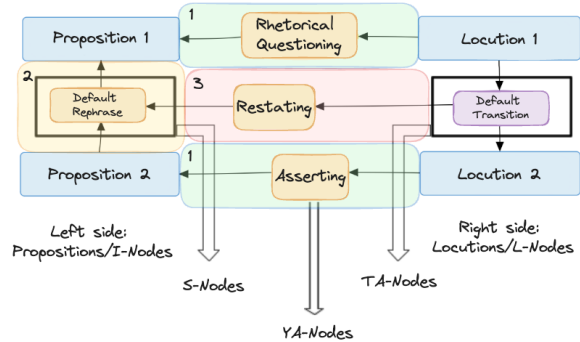 1
Proposition 1
Rhetorical
Questioning
Locution 1
2
3
Default
Rephrase
Restating
Default
Transition
1
Proposition 2
Asserting
Locution 2
Left side:
Propositions/I-Nodes
Right side:
Locutions/L-Nodes
S-Nodes
TA-Nodes
YA-Nodes